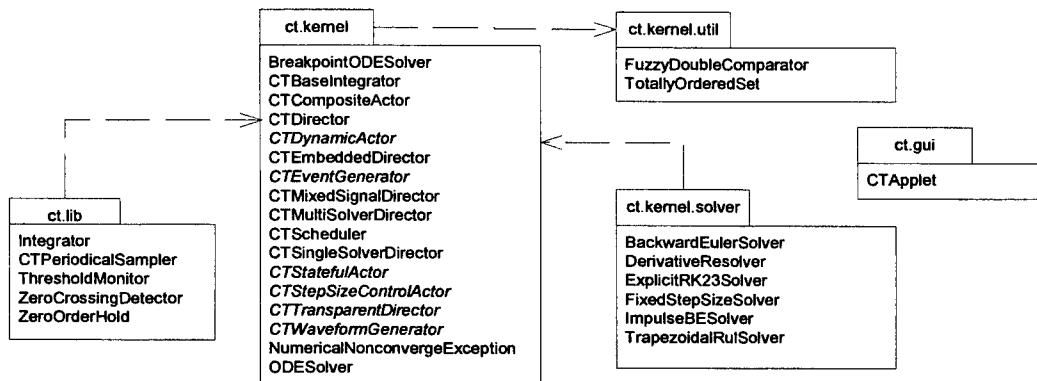 ct.kernel
BreakpointODESolver
CTBaseIntegrator
CTCompositeActor
CTDirector
CTDynamicActor
CTEmbeddedDirector
CTEventGenerator
CTMixedSignalDirector
CTMultiSolverDirector
CTScheduler
CTSingleSolverDirector
CTStatefulActor
CTStepSizeControlActor
CTTransparentDirector
CTWaveformGenerator
NumericalNonconvergeException
ODESolver
ct.kernel.util
FuzzyDoubleComparator
TotallyOrderedSet
ct.gui
CTApplet
ct.lib
Integrator
CTPeriodicalSampler
ThresholdMonitor
ZeroCrossingDetector
ZeroOrderHold
ct.kernel.solver
BackwardEulerSolver
DerivativeResolver
ExplicitRK23Solver
FixedStepSizeSolver
ImpulseBESolver
TrapezoidalRulSolver